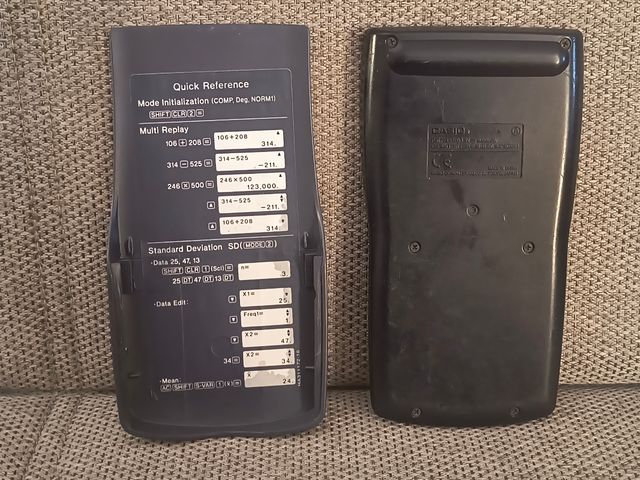 Quick Reference
Mode Initialization (COMP, Deg, NORM1)
SHIFT CLR 2 =
Multi Replay
106 + 208 = 106+208 314.
314 - 525 = 314-525 -211.
246 × 500 = 246×500 123,000.
▲ 314-525 -211.
▲ 106+208 314.
Standard Deviation SD(MODE 2)
·Data 25, 47, 13
SHIFT CLR 1 (Scl) = n= 3.
25 DT 47 DT 13 DT
·Data Edit: ▼ X1= 25.
▼ Freq1= 1.
▼ X2= 47.
34 = X2= 34.
·Mean:
AC SHIFT S-VAR 1 (x̄) = 24.
CASIO
CE